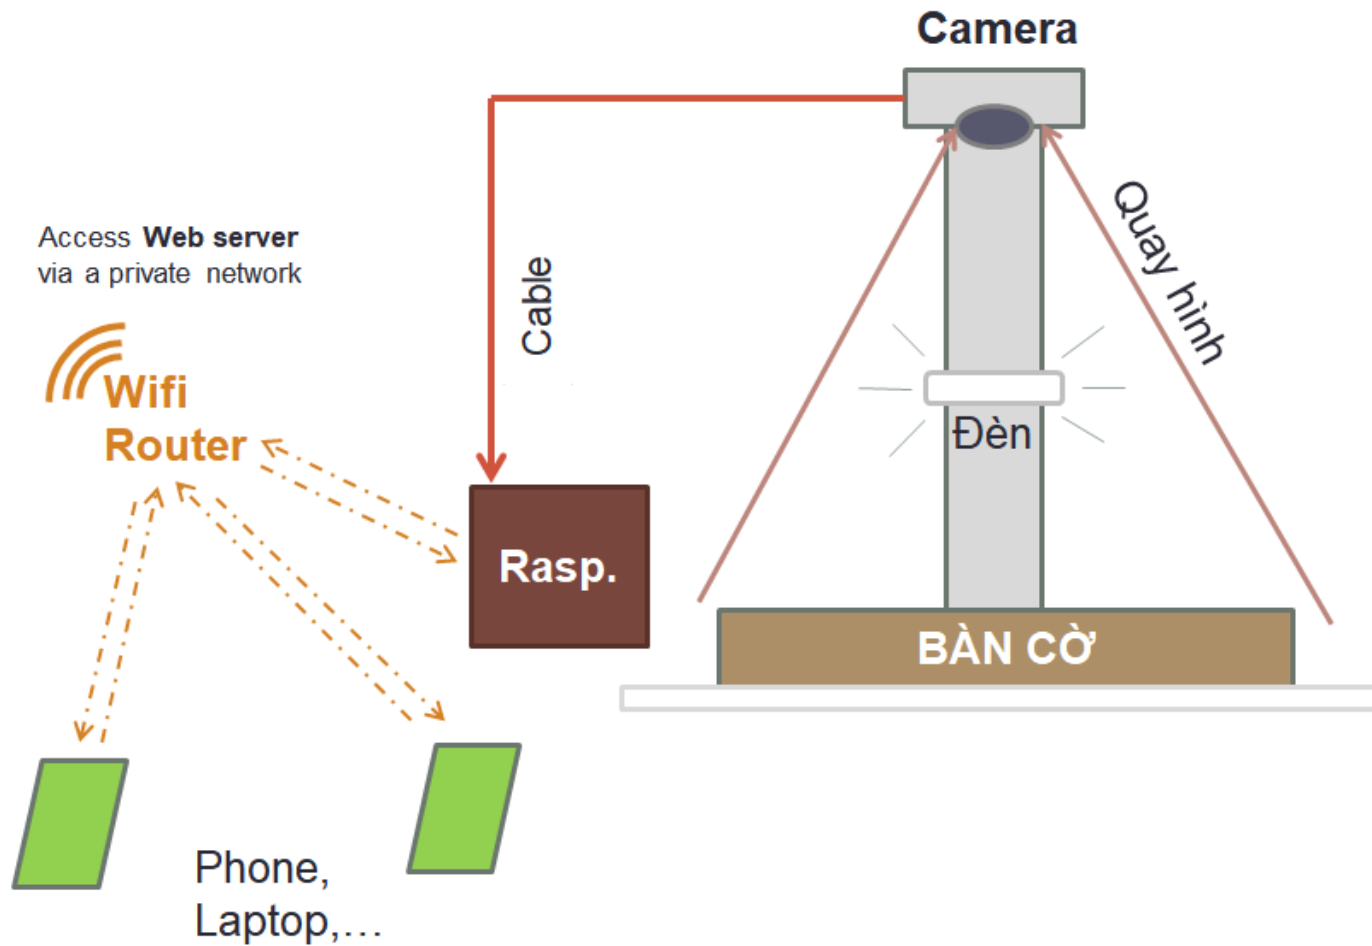 Camera
Access Web server
via a private network
Cable
Quay hình
Wifi
Router
Đèn
Rasp.
BÀN CỜ
Phone,
Laptop,...